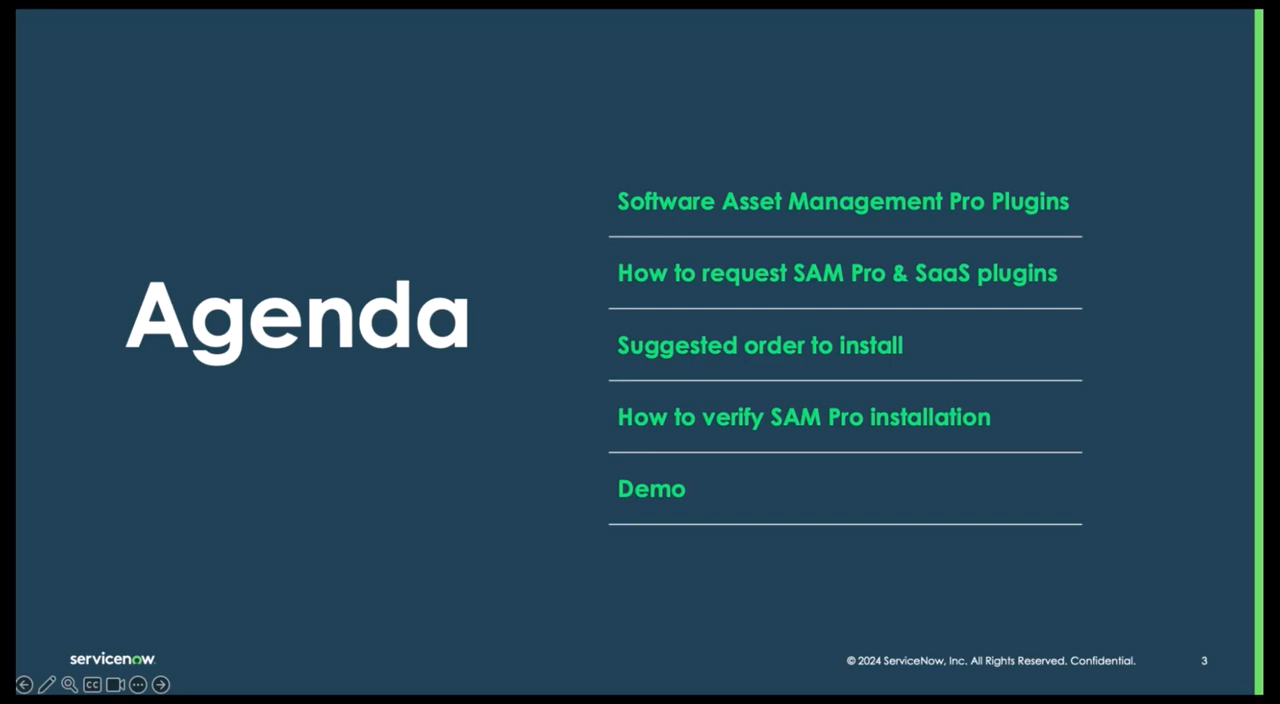 Agenda
Software Asset Management Pro Plugins
How to request SAM Pro & SaaS plugins
Suggested order to install
How to verify SAM Pro installation
Demo
servicenow.
© 2024 ServiceNow, Inc. All Rights Reserved. Confidential.
3
CC